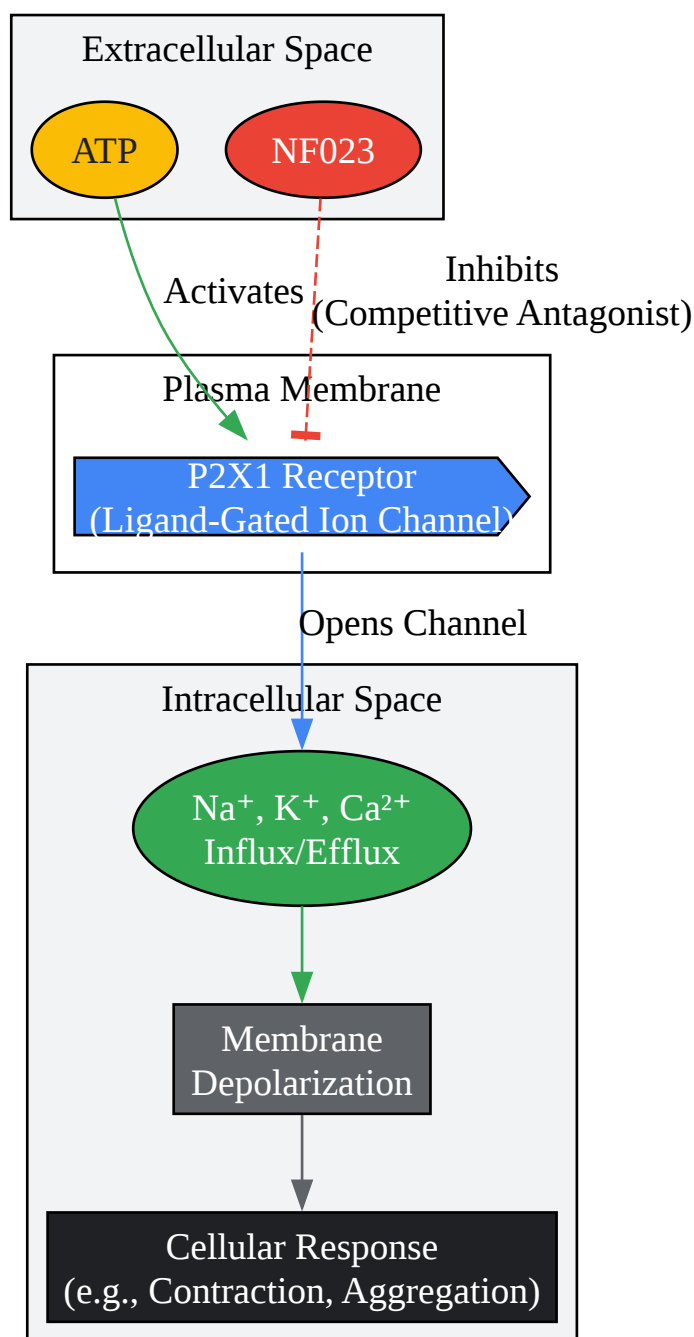 Extracellular Space
ATP
NF023
Activates
Inhibits
(Competitive Antagonist)
Plasma Membrane
P2X1 Receptor
(Ligand-Gated Ion Channel)
Opens Channel
Intracellular Space
Na⁺, K⁺, Ca²⁺
Influx/Efflux
Membrane
Depolarization
Cellular Response
(e.g., Contraction, Aggregation)